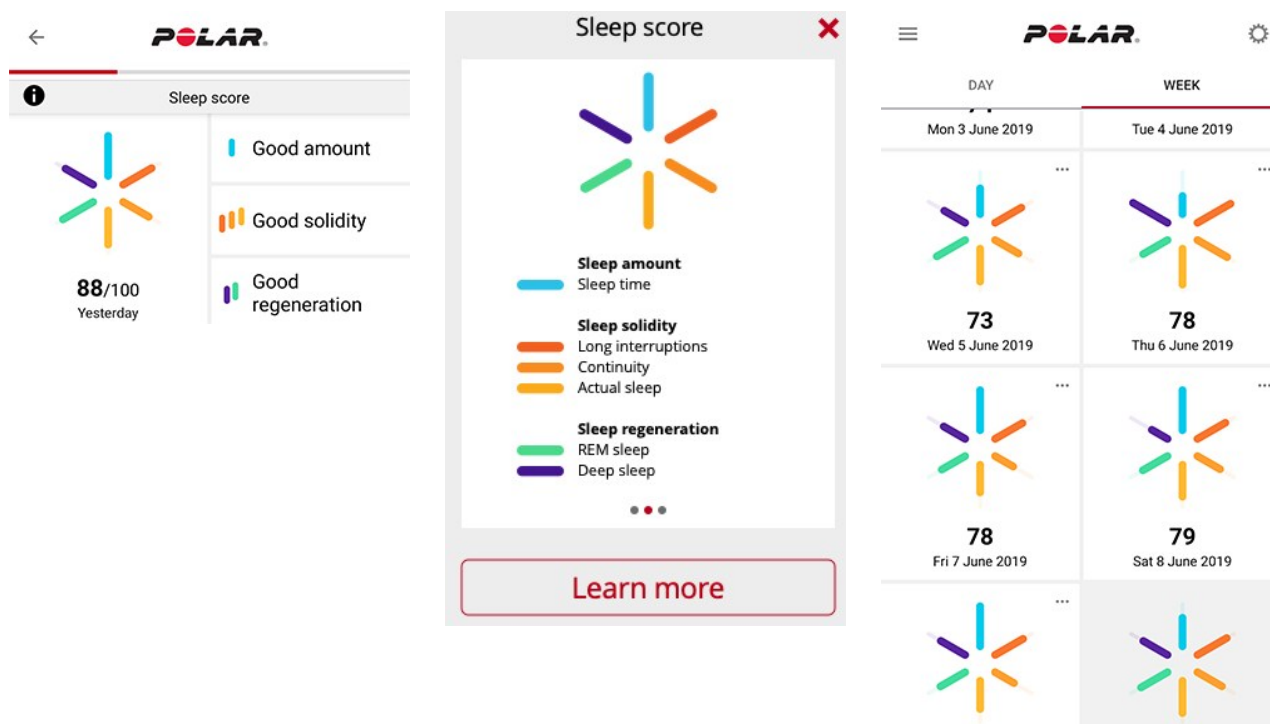 POLAR.
Sleep score
Good amount
Good solidity
Good
regeneration
88/100
Yesterday
Sleep score
Sleep amount
Sleep time
Sleep solidity
Long interruptions
Continuity
Actual sleep
Sleep regeneration
REM sleep
Deep sleep
Learn more
POLAR.
DAY
WEEK
Mon 3 June 2019
Tue 4 June 2019
73
Wed 5 June 2019
78
Thu 6 June 2019
78
Fri 7 June 2019
79
Sat 8 June 2019